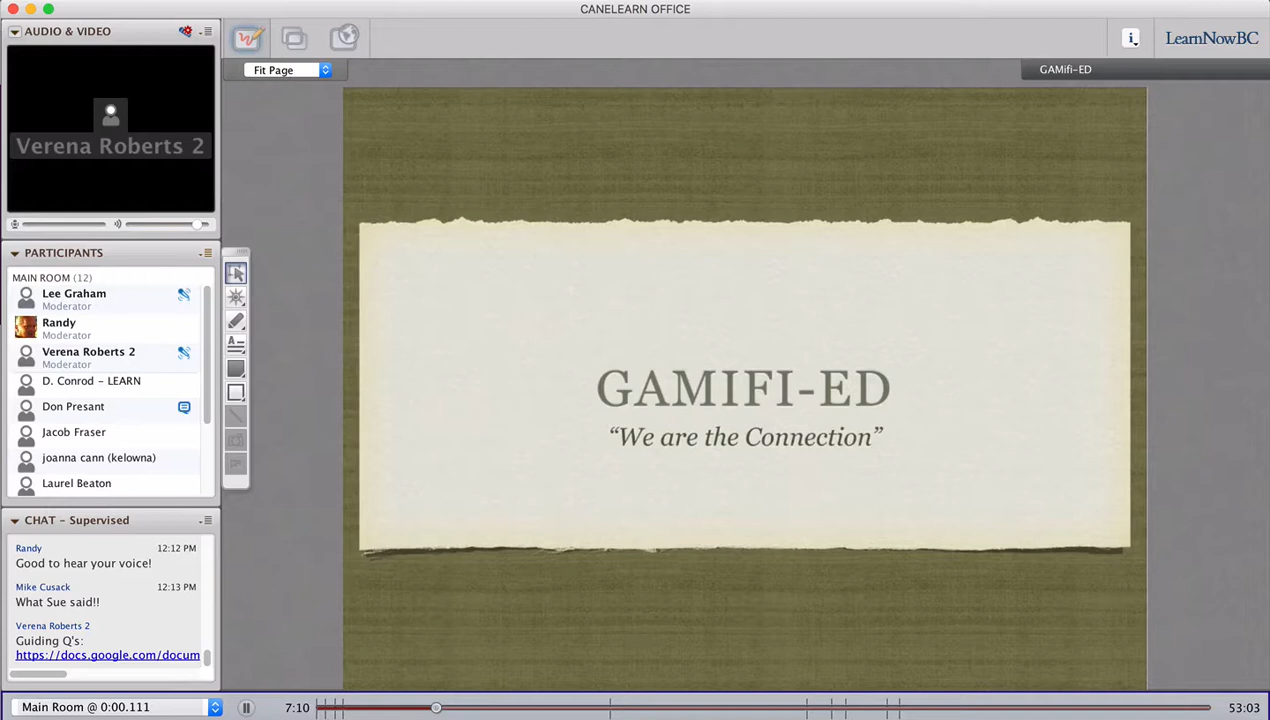 CANELEARN OFFICE
AUDIO & VIDEO
LearnNowBC
Fit Page
GAMifi-ED
Verena Roberts 2
PARTICIPANTS
MAIN ROOM (12)
Lee Graham
Moderator
Randy
Moderator
Verena Roberts 2
Moderator
D. Conrod - LEARN
Don Presant
Jacob Fraser
joanna cann (kelowna)
Laurel Beaton
GAMIFI-ED
“We are the Connection”
CHAT - Supervised
Randy 12:12 PM
Good to hear your voice!
Mike Cusack 12:13 PM
What Sue said!!
Verena Roberts 2
Guiding Q's:
https://docs.google.com/docum
Main Room @ 0:00.111
7:10
53:03